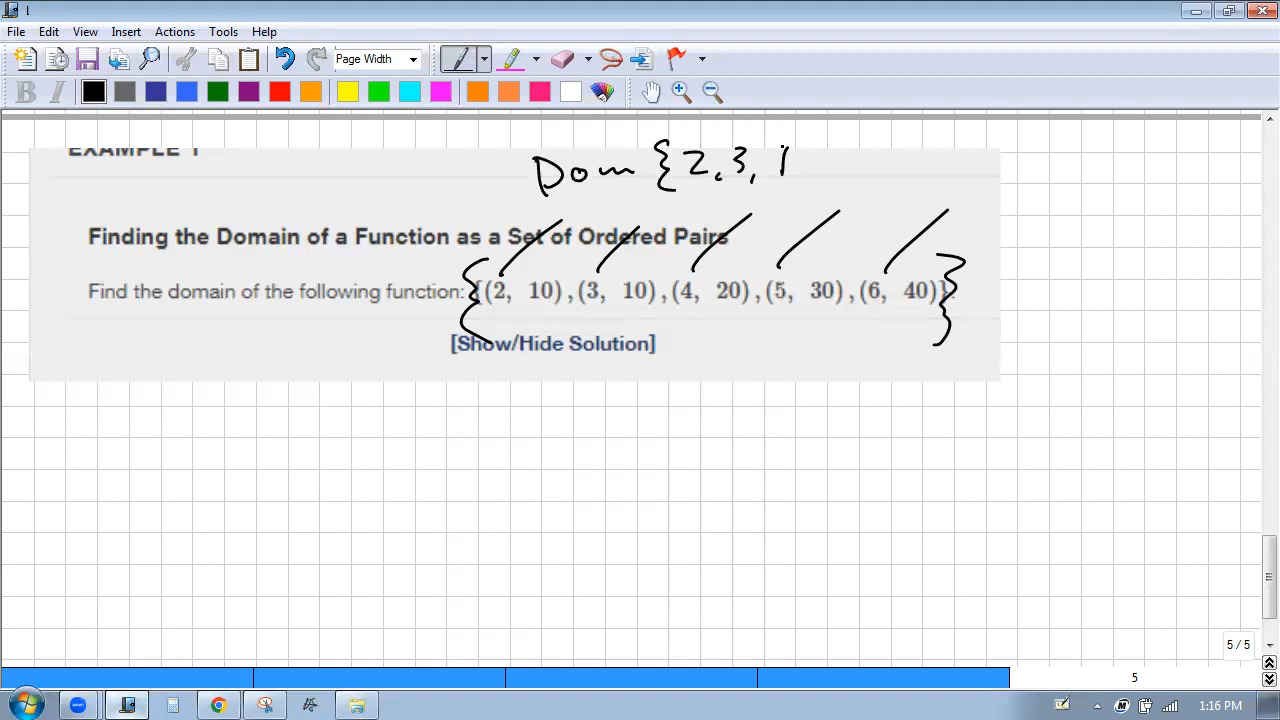 l
File Edit View Insert Actions Tools Help
Page Width
B I
EXAMPLE 1
Dom {2, 3,
Finding the Domain of a Function as a Set of Ordered Pairs
Find the domain of the following function: {(2, 10), (3, 10), (4, 20), (5, 30), (6, 40)}.
[Show/Hide Solution]
5 / 5
5
1:16 PM